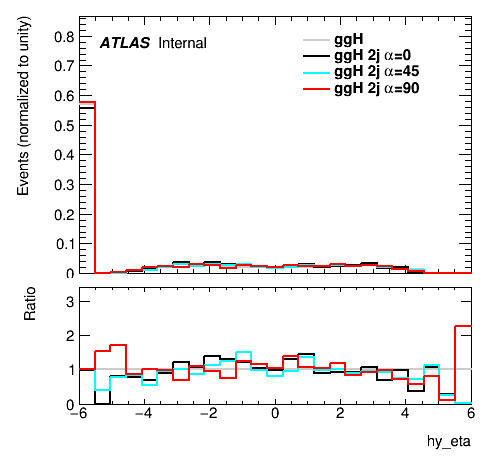 ATLAS Internal
ggH
ggH 2j α=0
ggH 2j α=45
ggH 2j α=90
Events (normalized to unity)
0.8
0.7
0.6
0.5
0.4
0.3
0.2
0.1
0
Ratio
3
2
1
0
−6 −4 −2 0 2 4 6
hy_eta